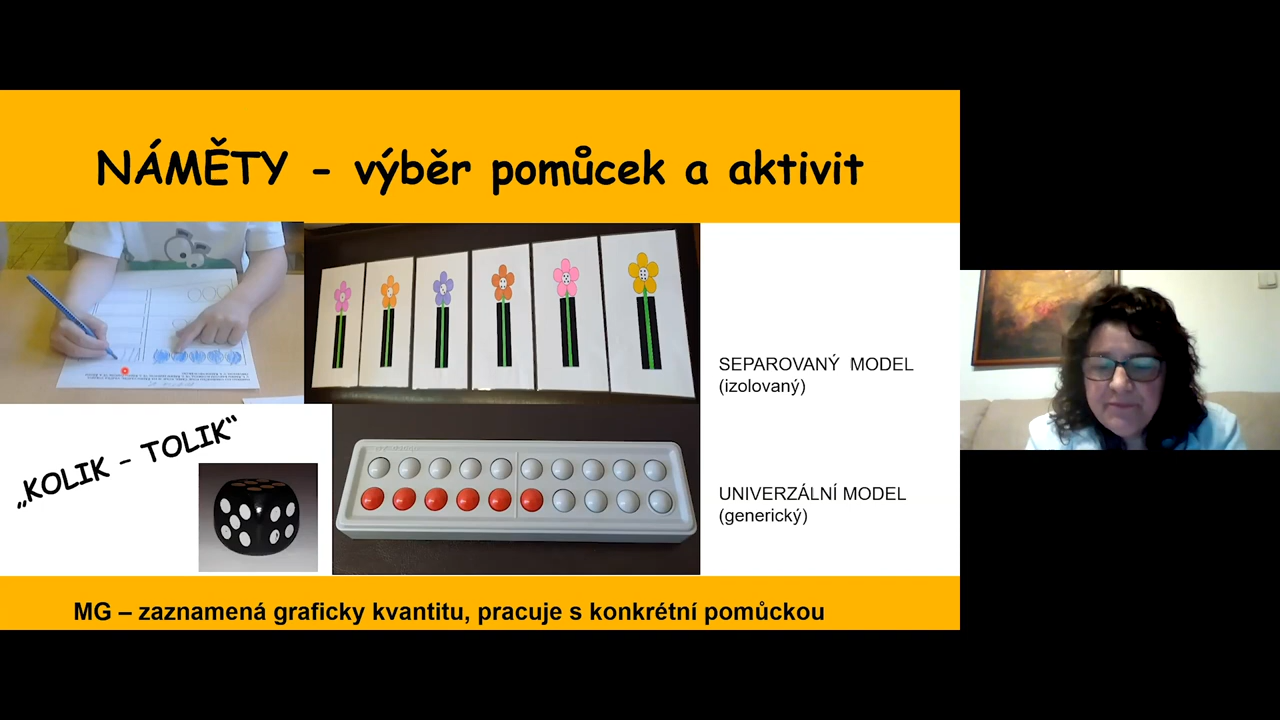 NÁMĚTY - výběr pomůcek a aktivit
SEPAROVANÝ MODEL
(izolovaný)
„KOLIK - TOLIK“
UNIVERZÁLNÍ MODEL
(generický)
MG – zaznamená graficky kvantitu, pracuje s konkrétní pomůckou